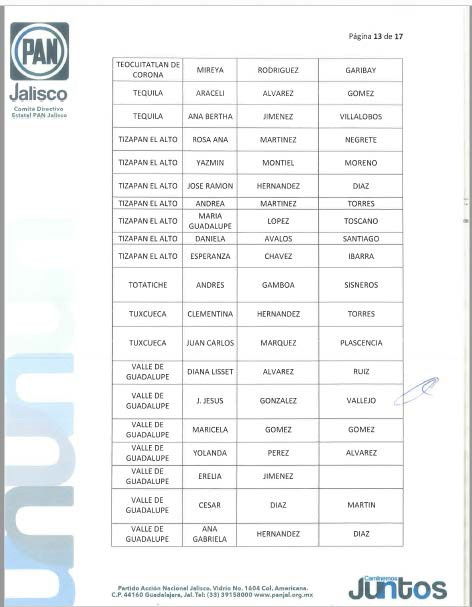 Página 13 de 17
PAN
Jalisco
Comité Directivo
Estatal PAN Jalisco
TEOCUITATLAN DE CORONA MIREYA RODRIGUEZ GARIBAY
TEQUILA ARACELI ALVAREZ GOMEZ
TEQUILA ANA BERTHA JIMENEZ VILLALOBOS
TIZAPAN EL ALTO ROSA ANA MARTINEZ NEGRETE
TIZAPAN EL ALTO YAZMIN MONTIEL MORENO
TIZAPAN EL ALTO JOSE RAMON HERNANDEZ DIAZ
TIZAPAN EL ALTO ANDREA MARTINEZ TORRES
TIZAPAN EL ALTO MARIA GUADALUPE LOPEZ TOSCANO
TIZAPAN EL ALTO DANIELA AVALOS SANTIAGO
TIZAPAN EL ALTO ESPERANZA CHAVEZ IBARRA
TOTATICHE ANDRES GAMBOA SISNEROS
TUXCUECA CLEMENTINA HERNANDEZ TORRES
TUXCUECA JUAN CARLOS MARQUEZ PLASCENCIA
VALLE DE GUADALUPE DIANA LISSET ALVAREZ RUIZ
VALLE DE GUADALUPE J. JESUS GONZALEZ VALLEJO
VALLE DE GUADALUPE MARICELA GOMEZ GOMEZ
VALLE DE GUADALUPE YOLANDA PEREZ ALVAREZ
VALLE DE GUADALUPE ERELIA JIMENEZ
VALLE DE GUADALUPE CESAR DIAZ MARTIN
VALLE DE GUADALUPE ANA GABRIELA HERNANDEZ DIAZ
Partido Acción Nacional Jalisco, Vidrio No. 1604 Col. Americana.
C.P. 44160 Guadalajara, Jal. Tel: (33) 39158000 www.panjal.org.mx
Caminemos
Juntos